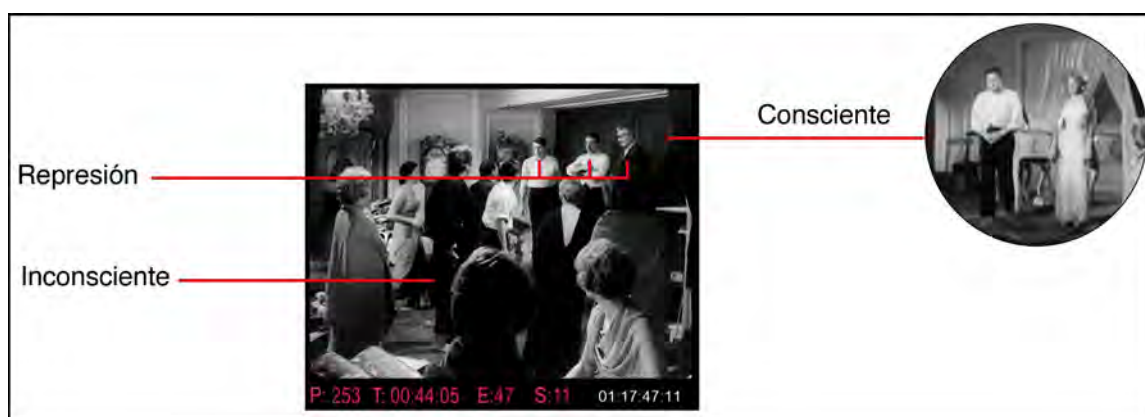 Consciente
Represión
Inconsciente
P: 253 T: 00:44:05 E:47 S:11 01:17:47:11